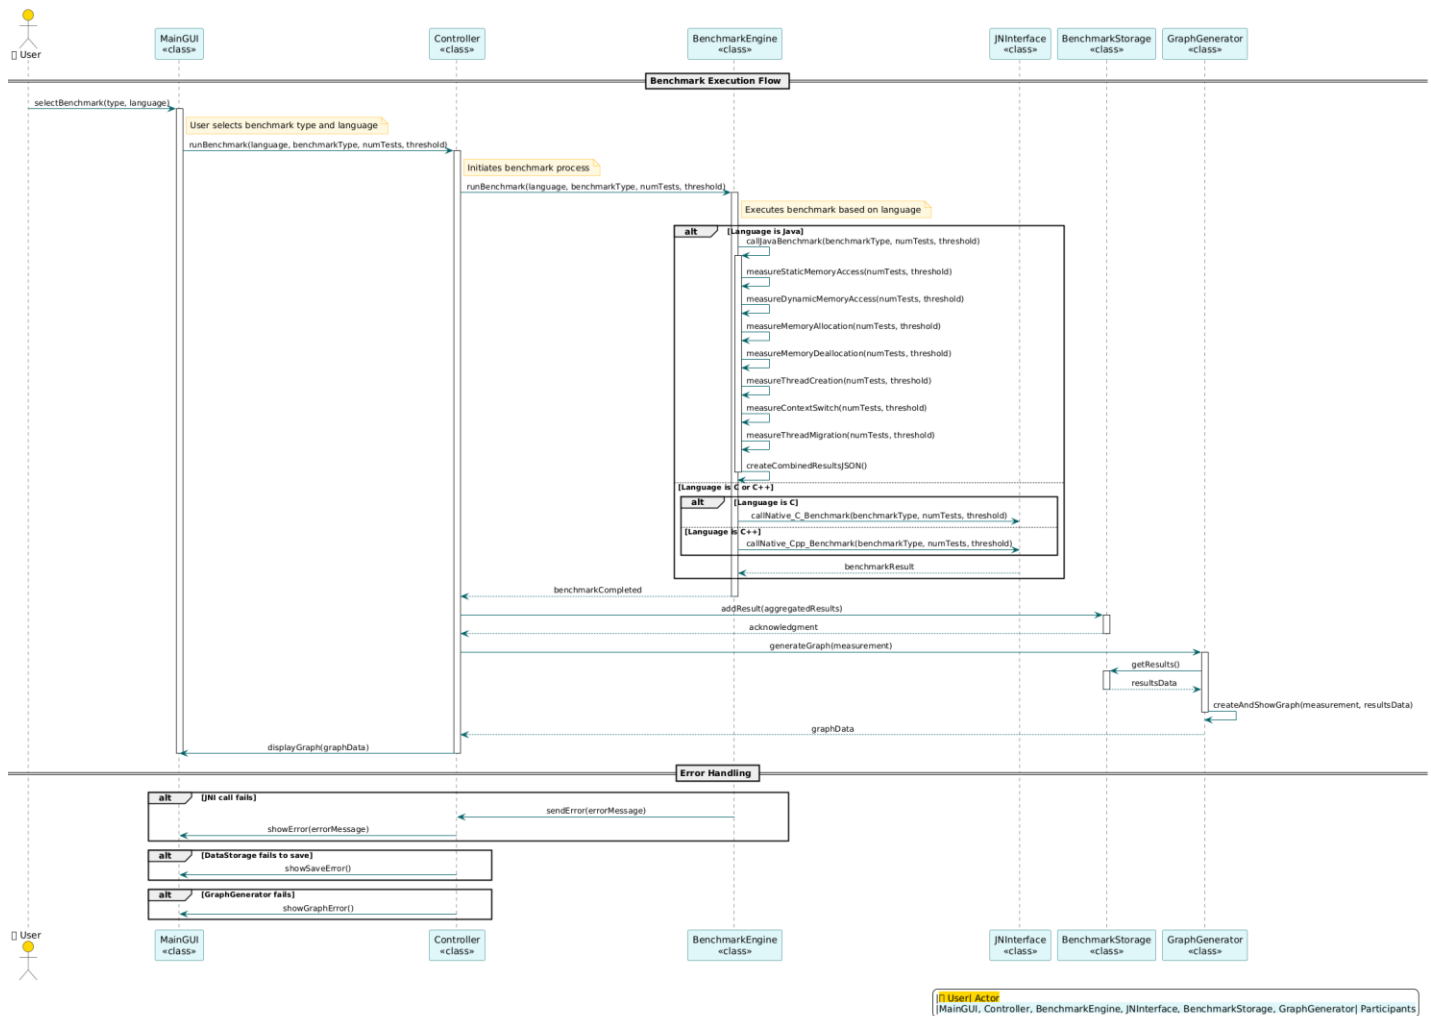 User
MainGUI
«class»
Controller
«class»
BenchmarkEngine
«class»
JNInterface
«class»
BenchmarkStorage
«class»
GraphGenerator
«class»
Benchmark Execution Flow
selectBenchmark(type, language)
User selects benchmark type and language
runBenchmark(language, benchmarkType, numTests, threshold)
Initiates benchmark process
runBenchmark(language, benchmarkType, numTests, threshold)
Executes benchmark based on language
alt [Language is Java]
callJavaBenchmark(benchmarkType, numTests, threshold)
measureStaticMemoryAccess(numTests, threshold)
measureDynamicMemoryAccess(numTests, threshold)
measureMemoryAllocation(numTests, threshold)
measureMemoryDeallocation(numTests, threshold)
measureThreadCreation(numTests, threshold)
measureContextSwitch(numTests, threshold)
measureThreadMigration(numTests, threshold)
createCombinedResultsJSON()
[Language is C or C++]
alt [Language is C]
callNative_C_Benchmark(benchmarkType, numTests, threshold)
[Language is C++]
callNative_Cpp_Benchmark(benchmarkType, numTests, threshold)
benchmarkResult
benchmarkCompleted
addResult(aggregatedResults)
acknowledgment
generateGraph(measurement)
getResults()
resultsData
createAndShowGraph(measurement, resultsData)
graphData
displayGraph(graphData)
Error Handling
alt [JNI call fails]
sendError(errorMessage)
showError(errorMessage)
alt [DataStorage fails to save]
showSaveError()
alt [GraphGenerator fails]
showGraphError()
User
MainGUI
«class»
Controller
«class»
BenchmarkEngine
«class»
JNInterface
«class»
BenchmarkStorage
«class»
GraphGenerator
«class»
| User| Actor
|MainGUI, Controller, BenchmarkEngine, JNInterface, BenchmarkStorage, GraphGenerator| Participants